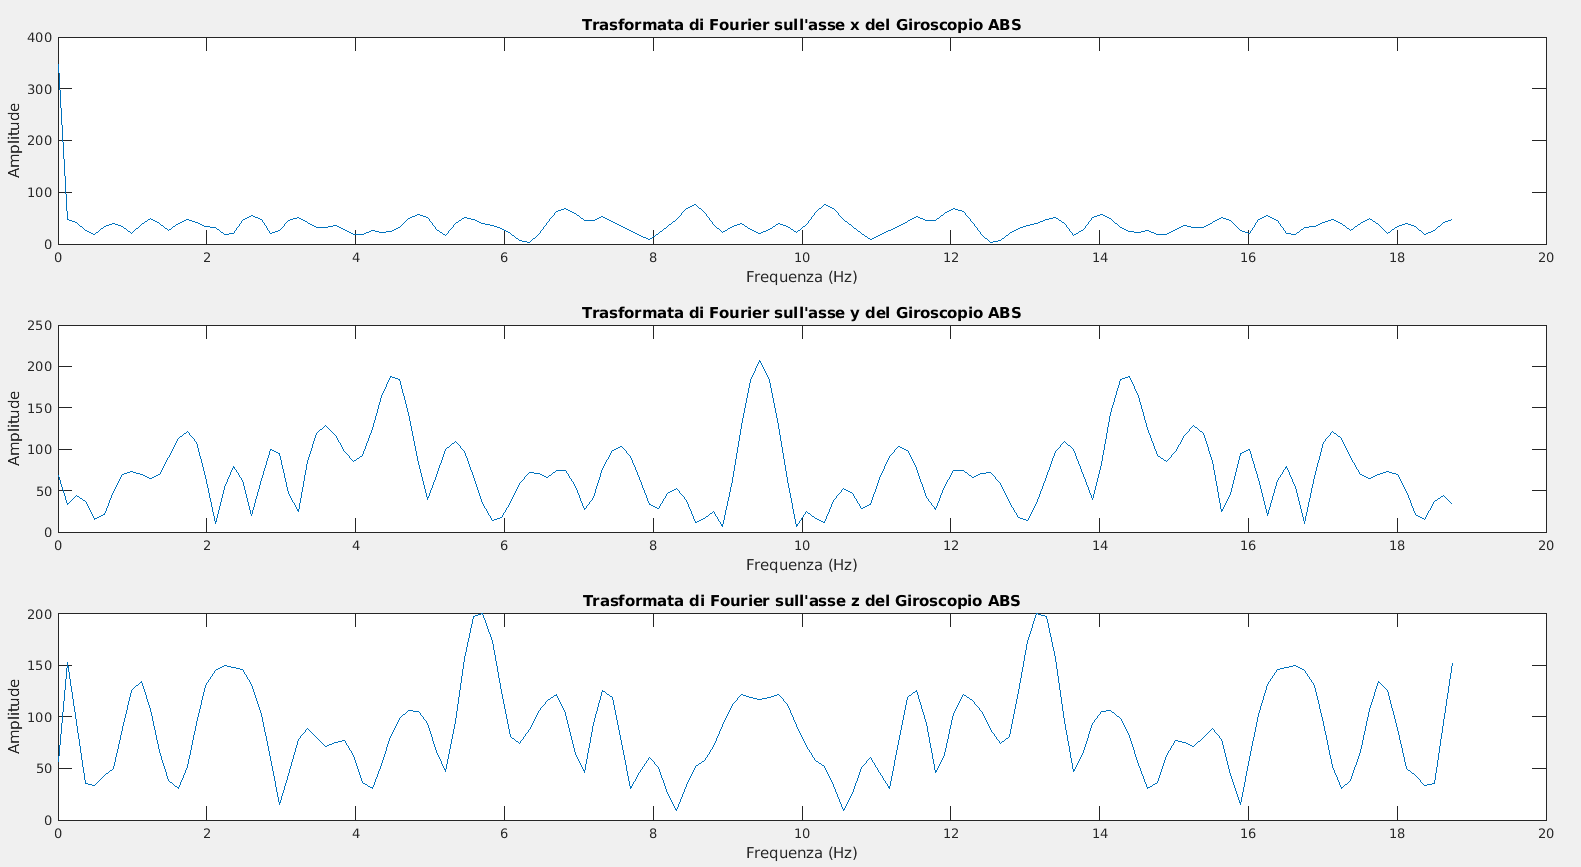 Trasformata di Fourier sull'asse x del Giroscopio ABS
400
300
200
100
0
Amplitude
0 2 4 6 8 10 12 14 16 18 20
Frequenza (Hz)
Trasformata di Fourier sull'asse y del Giroscopio ABS
250
200
150
100
50
0
Amplitude
0 2 4 6 8 10 12 14 16 18 20
Frequenza (Hz)
Trasformata di Fourier sull'asse z del Giroscopio ABS
200
150
100
50
0
Amplitude
0 2 4 6 8 10 12 14 16 18 20
Frequenza (Hz)